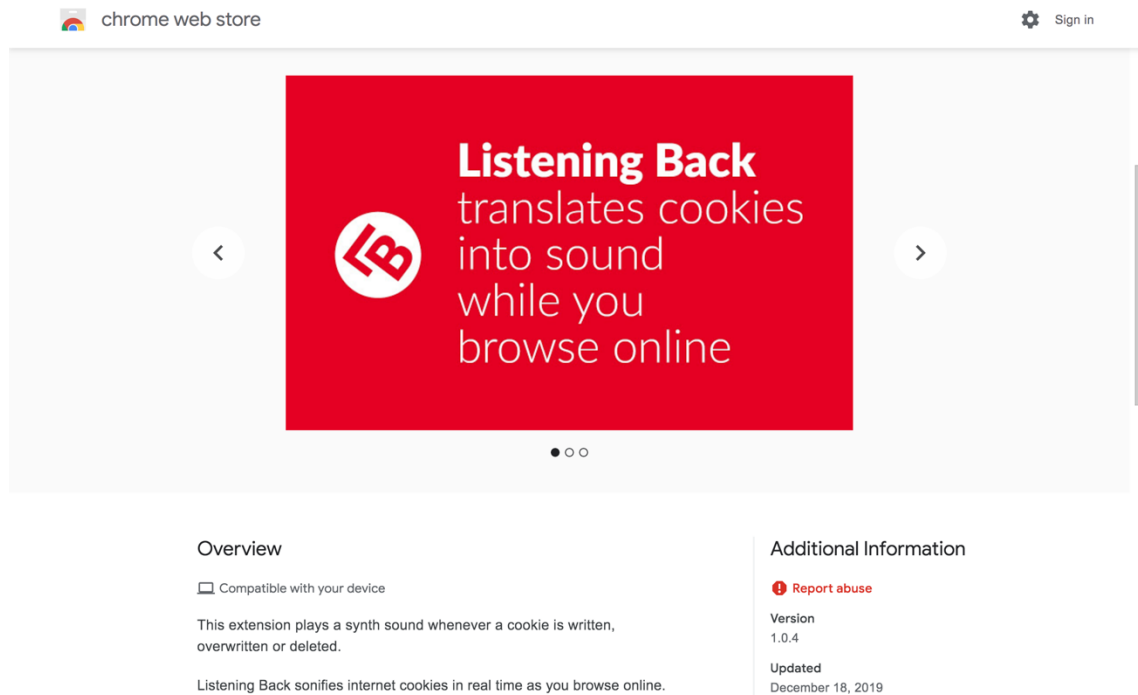 chrome web store
Sign in
Listening Back
translates cookies
into sound
while you
browse online
LB
Overview
Compatible with your device
This extension plays a synth sound whenever a cookie is written,
overwritten or deleted.
Listening Back sonifies internet cookies in real time as you browse online.
Additional Information
Report abuse
Version
1.0.4
Updated
December 18, 2019